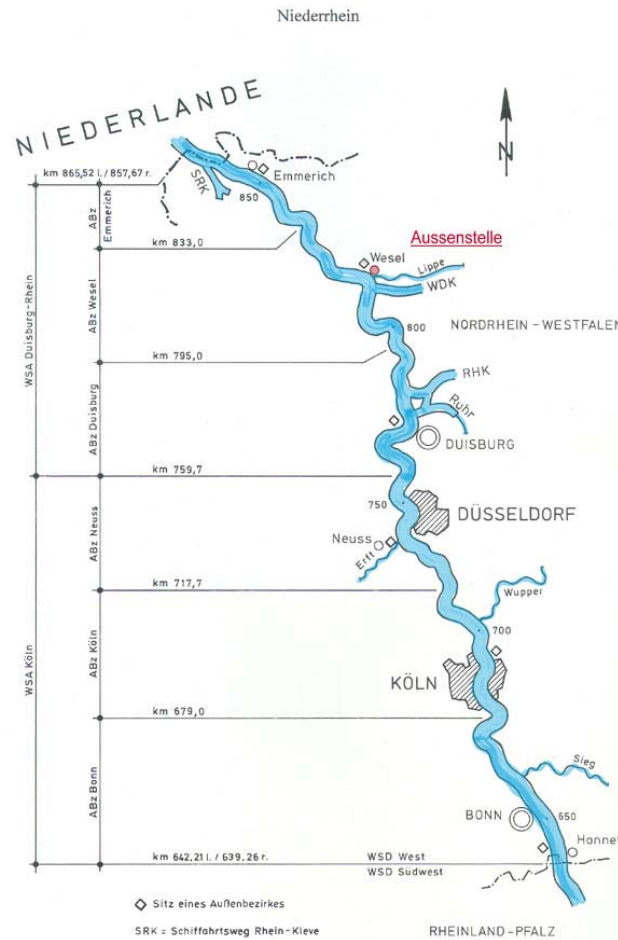 Niederrhein
NIEDERLANDE
N
km 865,52 l. / 857,67 r.
SRK
850
Emmerich
ABz Emmerich
km 833,0
Aussenstelle
Wesel
Lippe
WDK
WSA Duisburg-Rhein
ABz Wesel
800
NORDRHEIN - WESTFALEN
km 795,0
RHK
Ruhr
ABz Duisburg
DUISBURG
km 759,7
750
DÜSSELDORF
ABz Neuss
Neuss
Erft
km 717,7
Wupper
700
WSA Köln
ABz Köln
KÖLN
km 679,0
Sieg
ABz Bonn
BONN
650
Honnef
km 642,21 l. / 639,26 r.
WSD West
WSD Südwest
Sitz eines Außenbezirkes
SRK = Schiffahrtsweg Rhein-Kleve
RHEINLAND - PFALZ